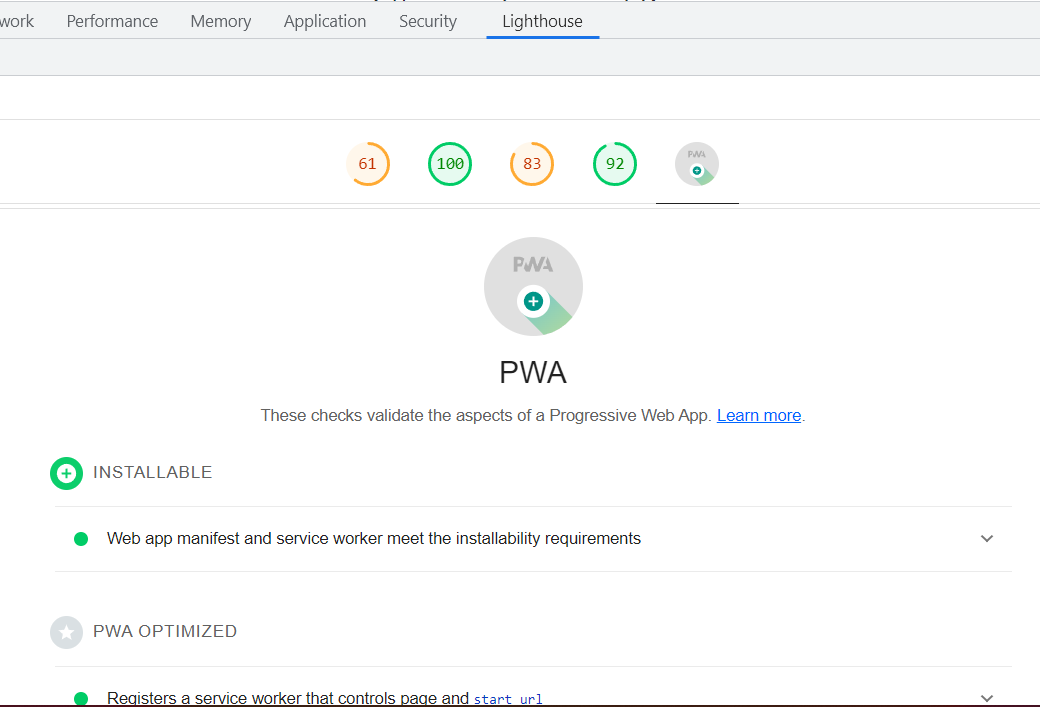 work Performance Memory Application Security Lighthouse
61 100 83 92 PWA
PWA
PWA
These checks validate the aspects of a Progressive Web App. Learn more.
INSTALLABLE
Web app manifest and service worker meet the installability requirements
PWA OPTIMIZED
Registers a service worker that controls page and start_url